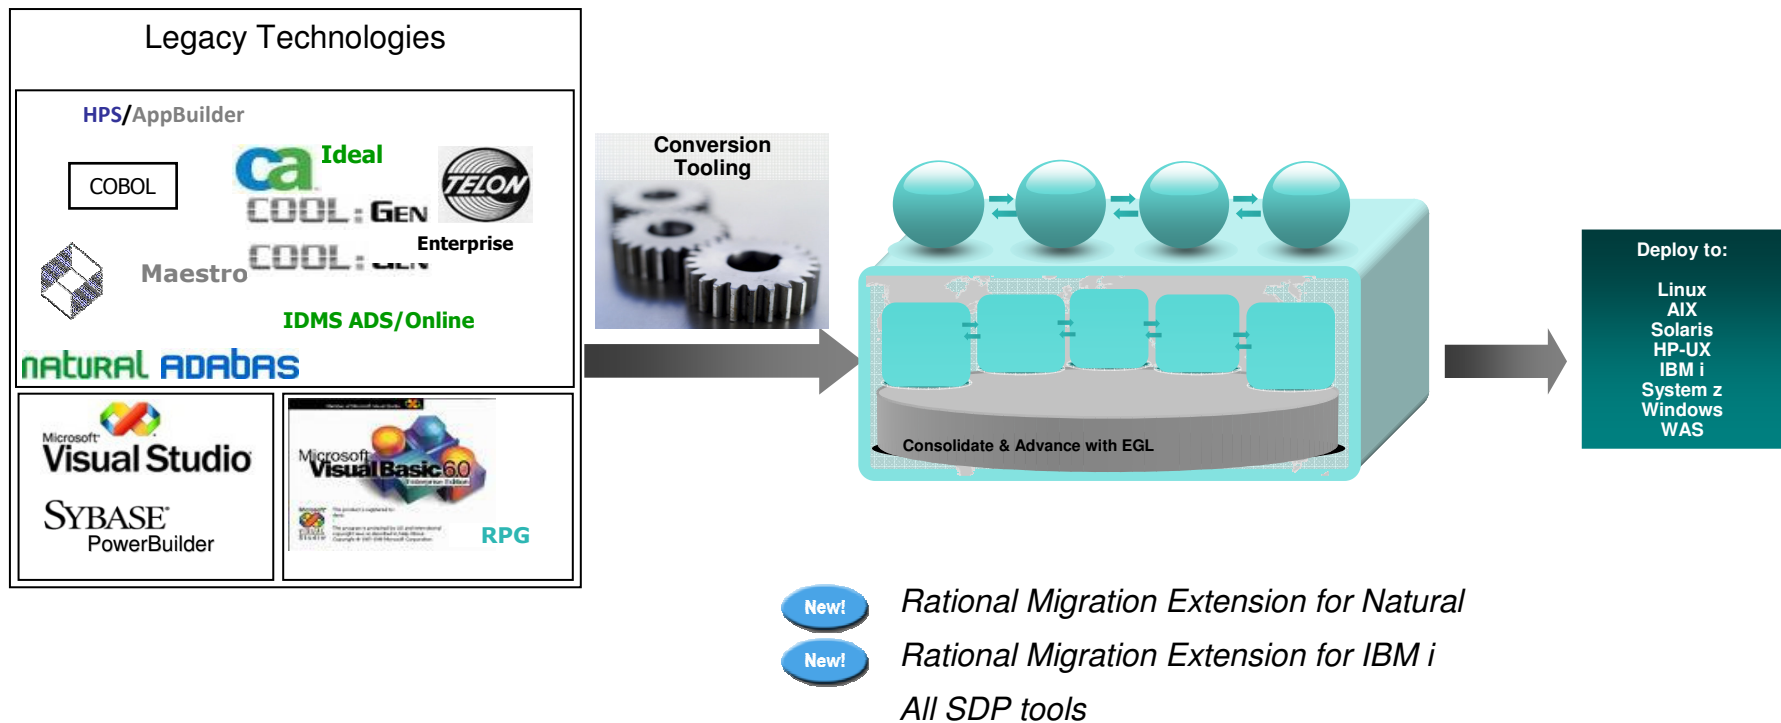 Legacy Technologies
HPS/AppBuilder
COBOL
ca Ideal
TELON
COOL:GEN
Enterprise
COOL:GEN
Maestro
IDMS ADS/Online
natural ADABAS
Microsoft
Visual Studio
SYBASE
PowerBuilder
Microsoft
Visual Basic 6.0
Enterprise Edition
RPG
Conversion
Tooling
Consolidate & Advance with EGL
Deploy to:
Linux
AIX
Solaris
HP-UX
IBM i
System z
Windows
WAS
New! Rational Migration Extension for Natural
New! Rational Migration Extension for IBM i
All SDP tools